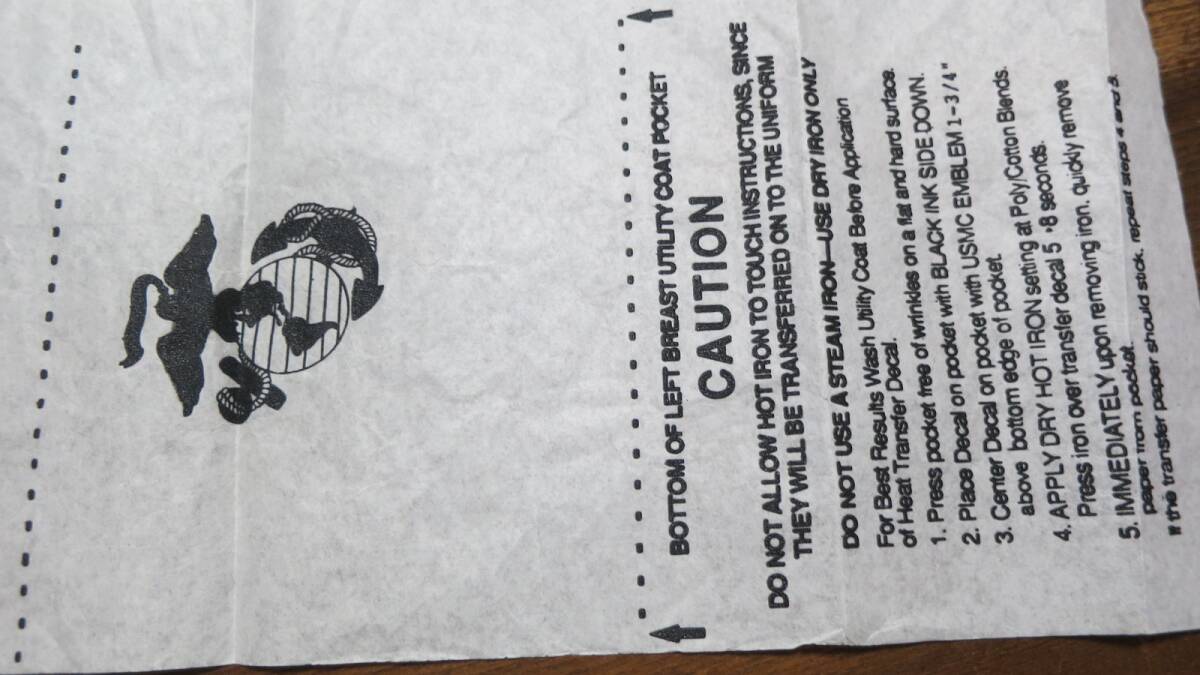 BOTTOM OF LEFT BREAST UTILITY COAT POCKET
CAUTION
DO NOT ALLOW HOT IRON TO TOUCH INSTRUCTIONS, SINCE
THEY WILL BE TRANSFERRED ON TO THE UNIFORM
DO NOT USE A STEAM IRON—USE DRY IRON ONLY
For Best Results Wash Utility Coat Before Application
of Heat Transfer Decal.
1. Press pocket free of wrinkles on a flat and hard surface.
2. Place Decal on pocket with BLACK INK SIDE DOWN.
3. Center Decal on pocket with USMC EMBLEM 1-3/4"
above bottom edge of pocket.
4. APPLY DRY HOT IRON setting at Poly/Cotton Blends.
Press iron over transfer decal 5 - 8 seconds.
5. IMMEDIATELY upon removing iron, quickly remove
paper from pocket.
If the transfer paper should stick, repeat steps 4 and 5.